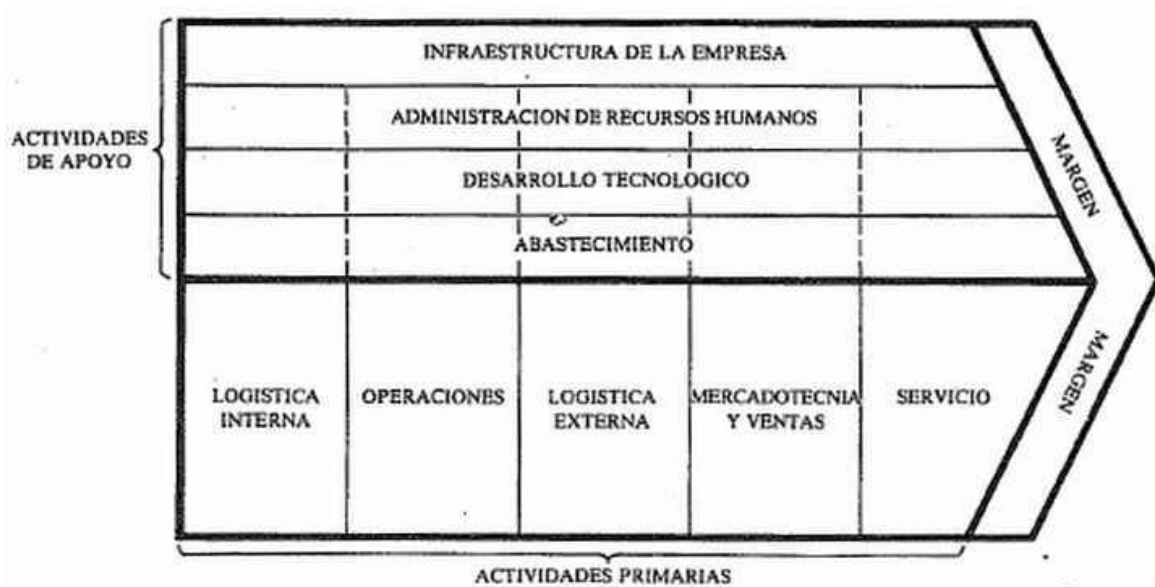 INFRAESTRUCTURA DE LA EMPRESA
ADMINISTRACION DE RECURSOS HUMANOS
ACTIVIDADES
DE APOYO
DESARROLLO TECNOLOGICO
ABASTECIMIENTO
MARGEN
MARGEN
LOGISTICA
INTERNA
OPERACIONES
LOGISTICA
EXTERNA
MERCADOTECNIA
Y VENTAS
SERVICIO
ACTIVIDADES PRIMARIAS